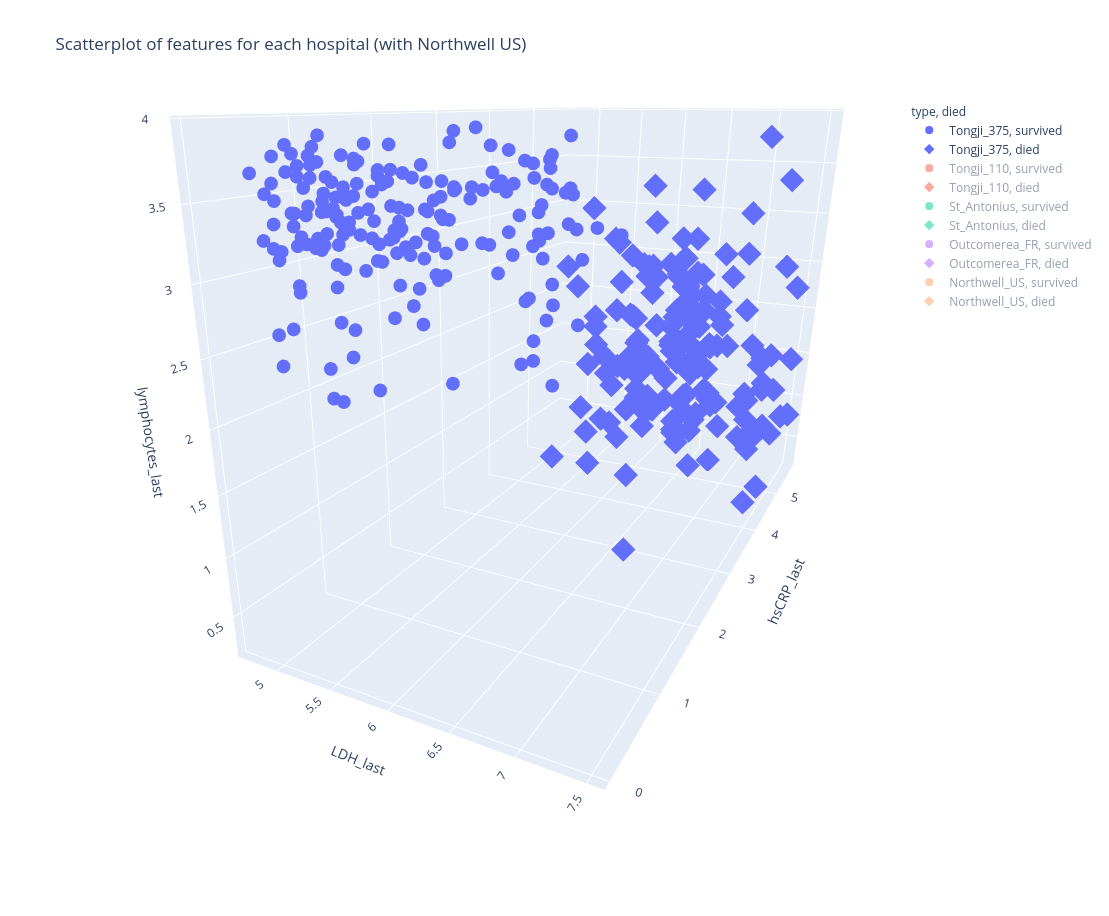 Scatterplot of features for each hospital (with Northwell US)
type, died
Tongji_375, survived
Tongji_375, died
Tongji_110, survived
Tongji_110, died
St_Antonius, survived
St_Antonius, died
Outcomerea_FR, survived
Outcomerea_FR, died
Northwell_US, survived
Northwell_US, died
4
3.5
3
2.5
2
1.5
1
0.5
lymphocytes_last
5
5.5
6
6.5
7
7.5
LDH_last
0
1
2
3
4
5
hsCRP_last